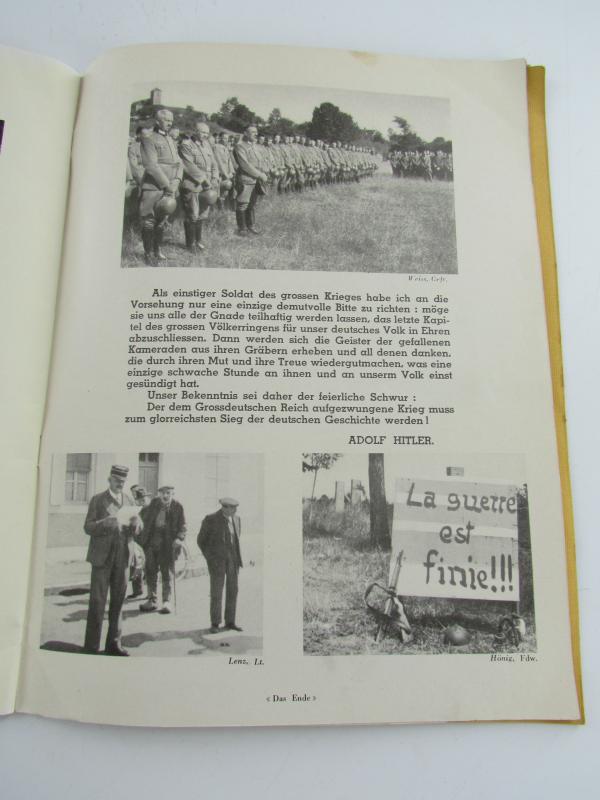 Weiss, Gefr.
Als einstiger Soldat des grossen Krieges habe ich an die
Vorsehung nur eine einzige demutvolle Bitte zu richten : möge
sie uns alle der Gnade teilhaftig werden lassen, das letzte Kapi-
tel des grossen Völkerringens für unser deutsches Volk in Ehren
abzuschliessen. Dann werden sich die Geister der gefallenen
Kameraden aus ihren Gräbern erheben und all denen danken,
die durch ihren Mut und ihre Treue wiedergutmachen, was eine
einzige schwache Stunde an ihnen und an unserm Volk einst
gesündigt hat.
Unser Bekenntnis sei daher der feierliche Schwur :
Der dem Grossdeutschen Reich aufgezwungene Krieg muss
zum glorreichsten Sieg der deutschen Geschichte werden !
ADOLF HITLER.
La guerre
est
finie!!!
Lenz, Lt.
Hönig, Fdw.
« Das Ende »